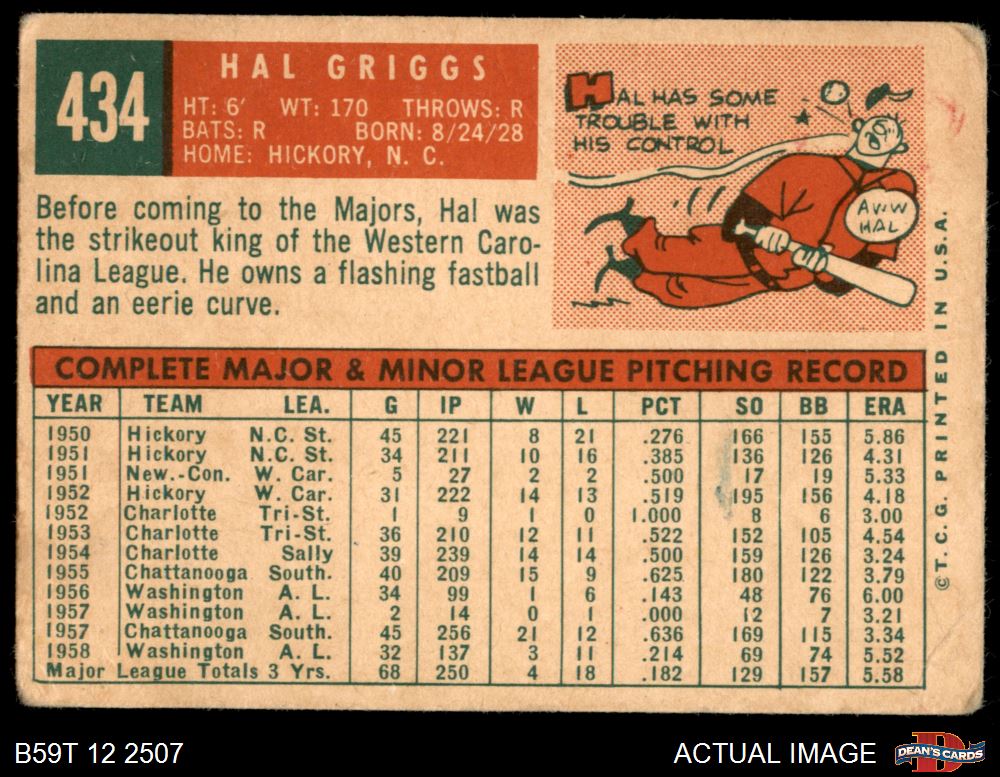 434
HAL GRIGGS
HT: 6' WT: 170 THROWS: R
BATS: R BORN: 8/24/28
HOME: HICKORY, N. C.
HAL HAS SOME
TROUBLE WITH
HIS CONTROL
AWW
HAL
Before coming to the Majors, Hal was
the strikeout king of the Western Caro-
lina League. He owns a flashing fastball
and an eerie curve.
COMPLETE MAJOR & MINOR LEAGUE PITCHING RECORD
YEAR TEAM LEA. G IP W L PCT SO BB ERA
1950 Hickory N.C. St. 45 221 8 21 .276 166 155 5.86
1951 Hickory N.C. St. 34 211 10 16 .385 136 126 4.31
1951 New.-Con. W. Car. 5 27 2 2 .500 17 19 5.33
1952 Hickory W. Car. 31 222 14 13 .519 195 156 4.18
1952 Charlotte Tri-St. 1 9 1 0 1.000 8 6 3.00
1953 Charlotte Tri-St. 36 210 12 11 .522 152 105 4.54
1954 Charlotte Sally 39 239 14 14 .500 159 126 3.24
1955 Chattanooga South. 40 209 15 9 .625 180 122 3.79
1956 Washington A. L. 34 99 1 6 .143 48 76 6.00
1957 Washington A. L. 2 14 0 1 .000 12 7 3.21
1957 Chattanooga South. 45 256 21 12 .636 169 115 3.34
1958 Washington A. L. 32 137 3 11 .214 69 74 5.52
Major League Totals 3 Yrs. 68 250 4 18 .182 129 157 5.58
©T. C. G. PRINTED IN U.S.A.
B59T 12 2507
ACTUAL IMAGE
DEAN'S CARDS